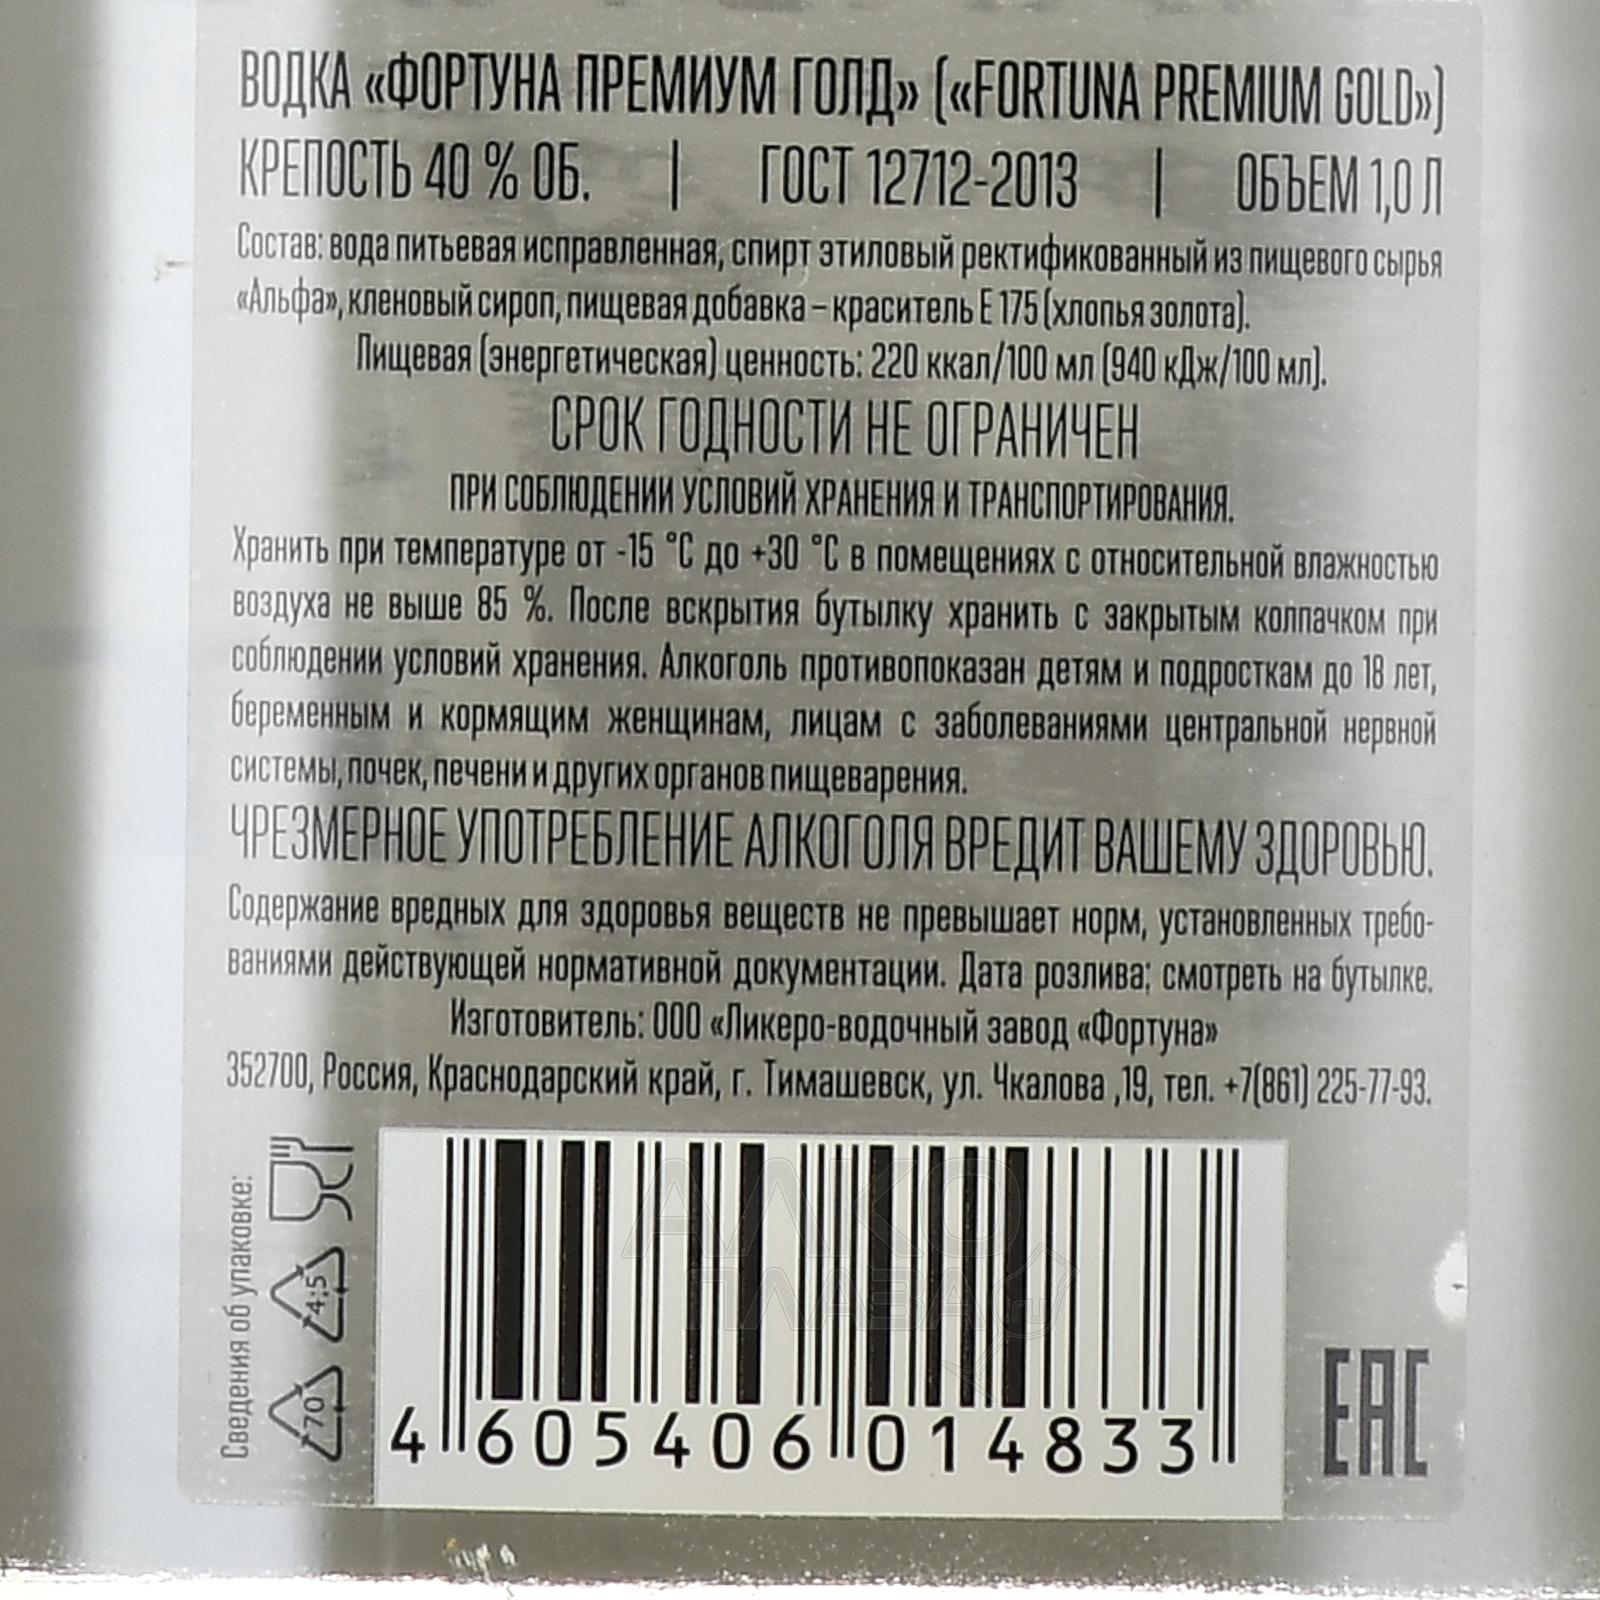 ВОДКА «ФОРТУНА ПРЕМИУМ ГОЛД» («FORTUNA PREMIUM GOLD»)
КРЕПОСТЬ 40 % ОБ. | ГОСТ 12712-2013 | ОБЪЕМ 1,0 Л
Состав: вода питьевая исправленная, спирт этиловый ректификованный из пищевого сырья
«Альфа», кленовый сироп, пищевая добавка – краситель Е 175 (хлопья золота).
Пищевая (энергетическая) ценность: 220 ккал/100 мл (940 кДж/100 мл).
СРОК ГОДНОСТИ НЕ ОГРАНИЧЕН
ПРИ СОБЛЮДЕНИИ УСЛОВИЙ ХРАНЕНИЯ И ТРАНСПОРТИРОВАНИЯ.
Хранить при температуре от -15 °С до +30 °С в помещениях с относительной влажностью
воздуха не выше 85 %. После вскрытия бутылку хранить с закрытым колпачком при
соблюдении условий хранения. Алкоголь противопоказан детям и подросткам до 18 лет,
беременным и кормящим женщинам, лицам с заболеваниями центральной нервной
системы, почек, печени и других органов пищеварения.
ЧРЕЗМЕРНОЕ УПОТРЕБЛЕНИЕ АЛКОГОЛЯ ВРЕДИТ ВАШЕМУ ЗДОРОВЬЮ.
Содержание вредных для здоровья веществ не превышает норм, установленных требо-
ваниями действующей нормативной документации. Дата розлива: смотреть на бутылке.
Изготовитель: ООО «Ликеро-водочный завод «Фортуна»
352700, Россия, Краснодарский край, г. Тимашевск, ул. Чкалова ,19, тел. +7(861) 225-77-93.
Сведения об упаковке:
70
4;5
АЛКО
ПЛАЗА.ru
4 605406 014833
ЕАС